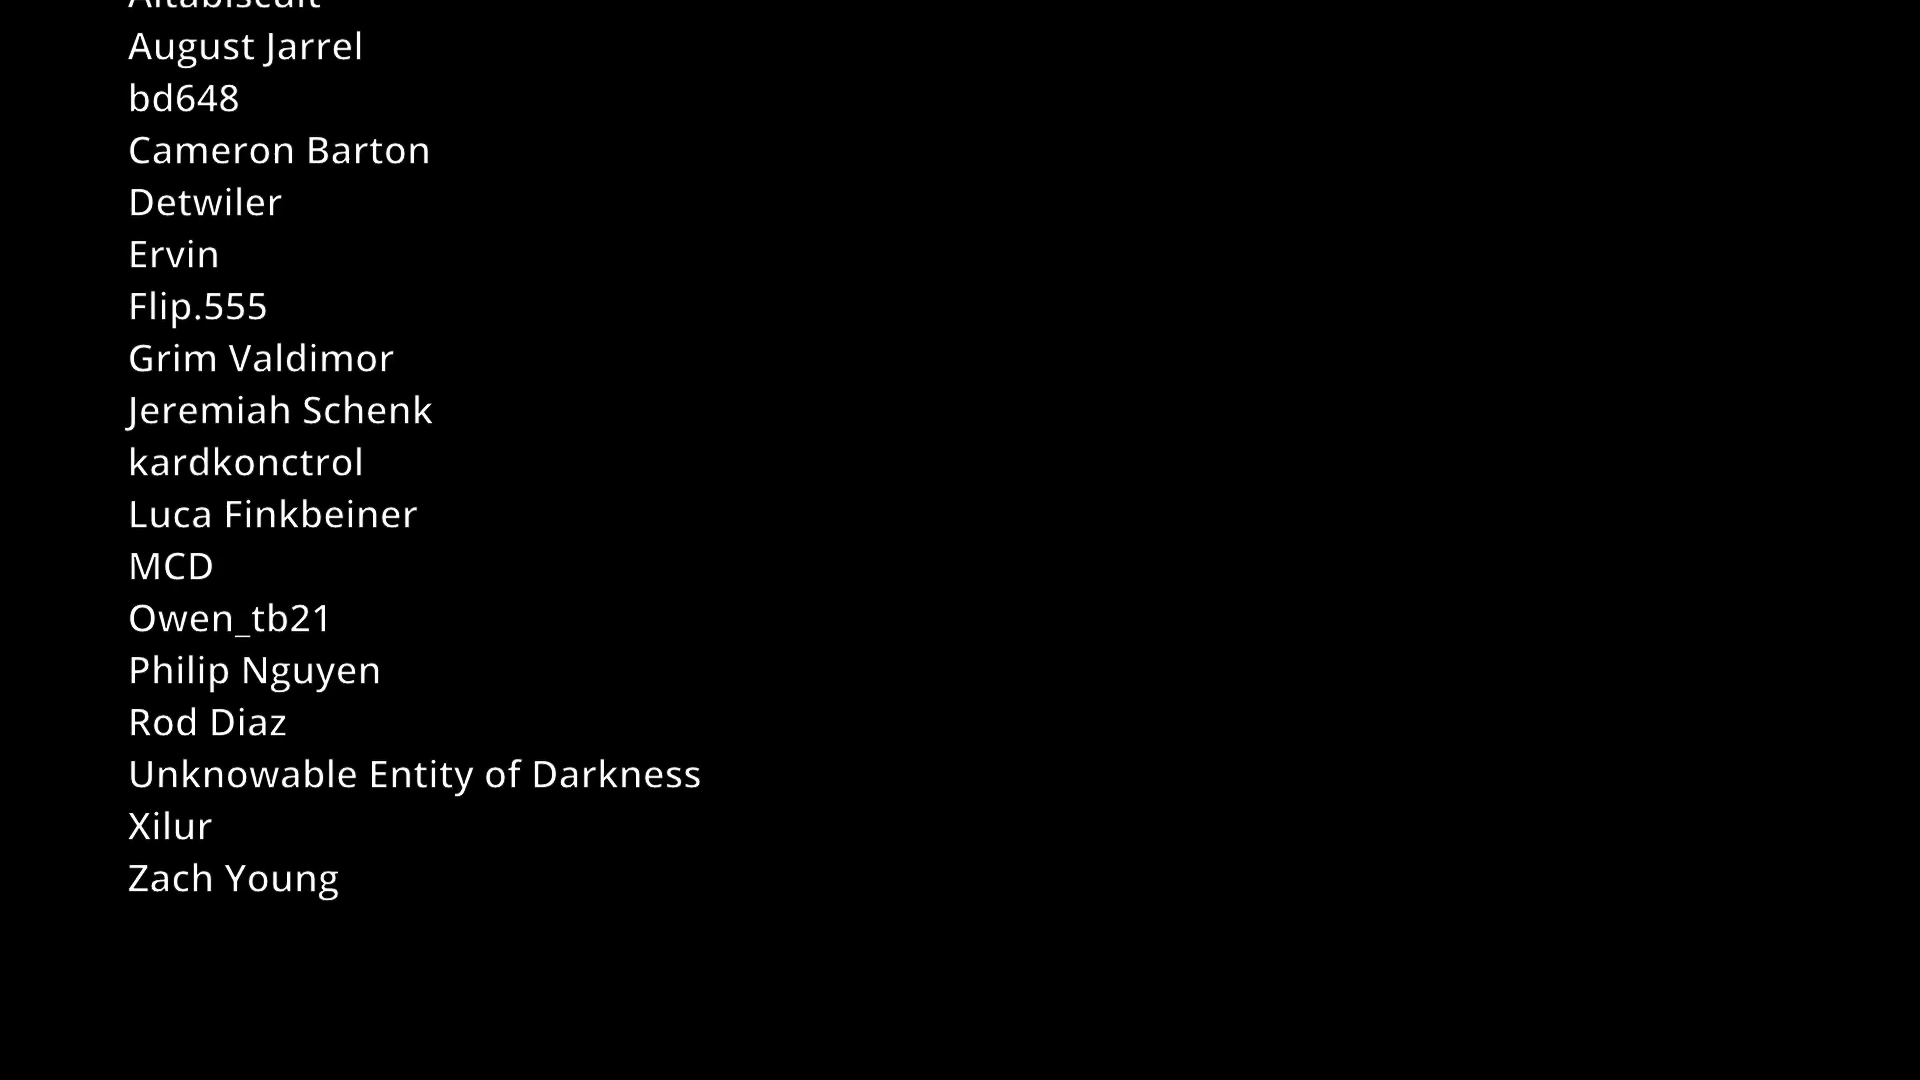 Altabiscuit
August Jarrel
bd648
Cameron Barton
Detwiler
Ervin
Flip.555
Grim Valdimor
Jeremiah Schenk
kardkonctrol
Luca Finkbeiner
MCD
Owen_tb21
Philip Nguyen
Rod Diaz
Unknowable Entity of Darkness
Xilur
Zach Young